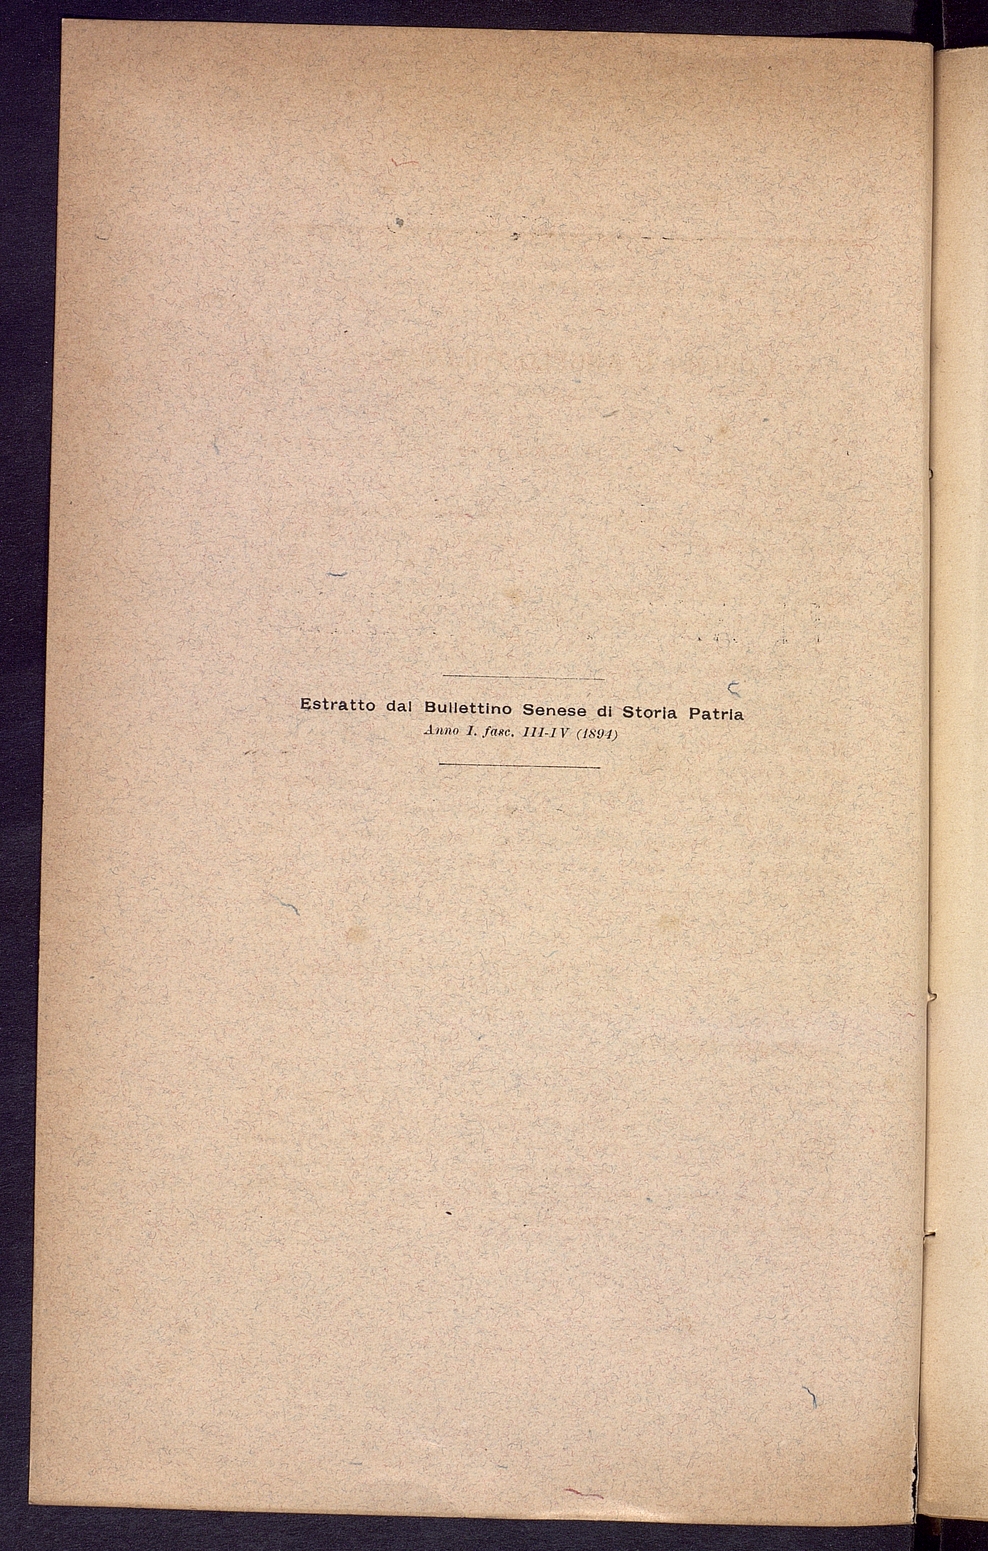 Estratto dal Bullettino Senese di Storia Patria
Anno I. fasc. III-IV (1894)